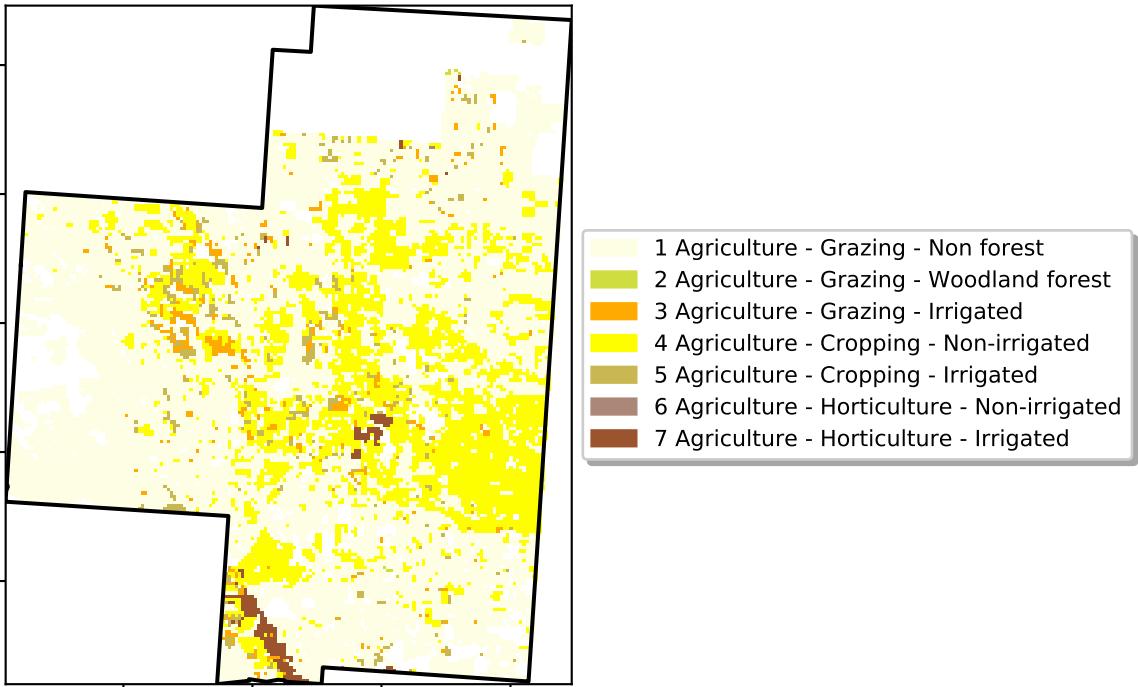 1 Agriculture - Grazing - Non forest
2 Agriculture - Grazing - Woodland forest
3 Agriculture - Grazing - Irrigated
4 Agriculture - Cropping - Non-irrigated
5 Agriculture - Cropping - Irrigated
6 Agriculture - Horticulture - Non-irrigated
7 Agriculture - Horticulture - Irrigated